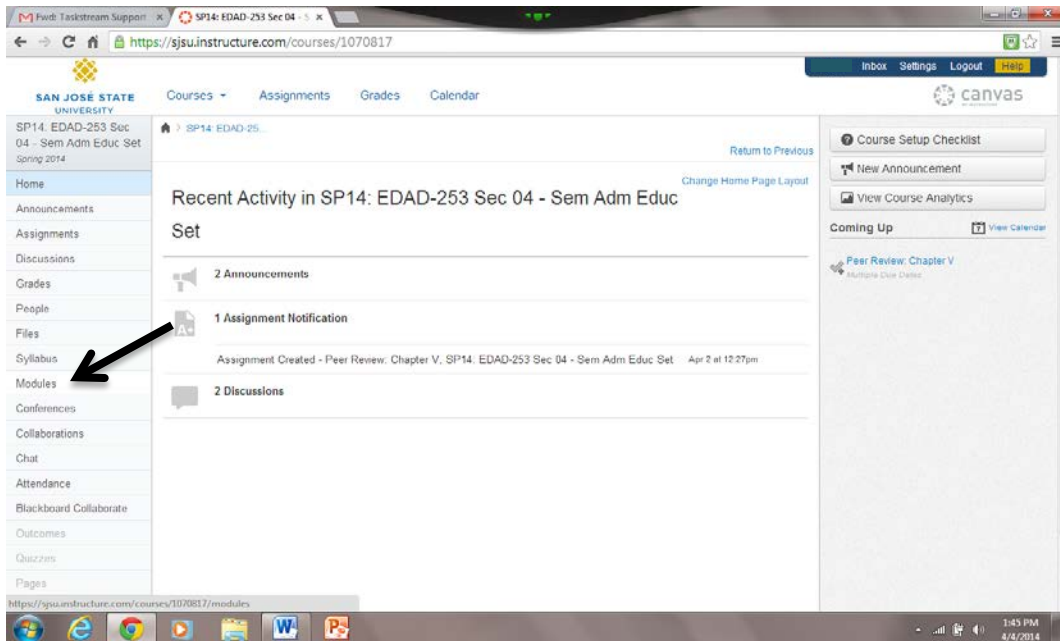 Fwd: Taskstream Support
SP14: EDAD-253 Sec 04 - S
https://sjsu.instructure.com/courses/1070817
Inbox Settings Logout Help
SAN JOSÉ STATE
UNIVERSITY
Courses Assignments Grades Calendar
canvas
SP14: EDAD-253 Sec
04 - Sem Adm Educ Set
Spring 2014
SP14: EDAD-25...
Return to Previous
Change Home Page Layout
Home
Announcements
Assignments
Discussions
Grades
People
Files
Syllabus
Modules
Conferences
Collaborations
Chat
Attendance
Blackboard Collaborate
Outcomes
Quizzes
Pages
Recent Activity in SP14: EDAD-253 Sec 04 - Sem Adm Educ
Set
2 Announcements
A+
1 Assignment Notification
Assignment Created - Peer Review: Chapter V, SP14: EDAD-253 Sec 04 - Sem Adm Educ Set Apr 2 at 12:27pm
2 Discussions
Course Setup Checklist
New Announcement
View Course Analytics
Coming Up
7 View Calendar
Peer Review: Chapter V
Multiple Due Dates
https://sjsu.instructure.com/courses/1070817/modules
1:45 PM
4/4/2014